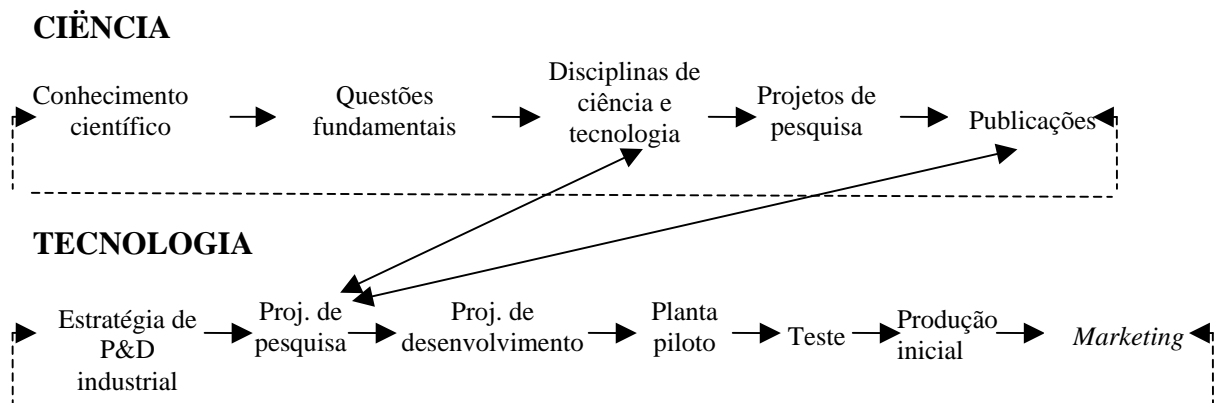 CIËNCIA
Conhecimento
científico
Questões
fundamentais
Disciplinas de
ciência e
tecnologia
Projetos de
pesquisa
Publicações
TECNOLOGIA
Estratégia de
P&D
industrial
Proj. de
pesquisa
Proj. de
desenvolvimento
Planta
piloto
Teste
Produção
inicial
Marketing